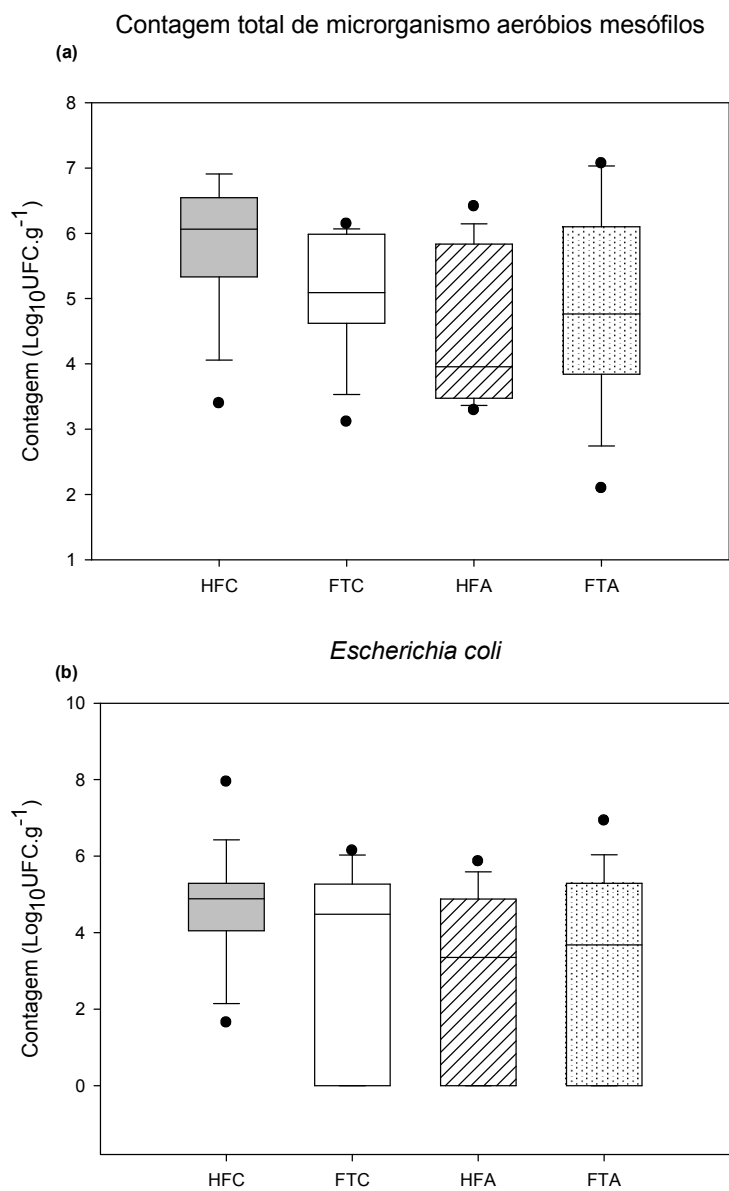 Contagem total de microrganismo aeróbios mesófilos
(a)
Contagem (Log10UFC.g-1)
8
7
6
5
4
3
2
1
HFC FTC HFA FTA
Escherichia coli
(b)
Contagem (Log10UFC.g-1)
10
8
6
4
2
0
HFC FTC HFA FTA